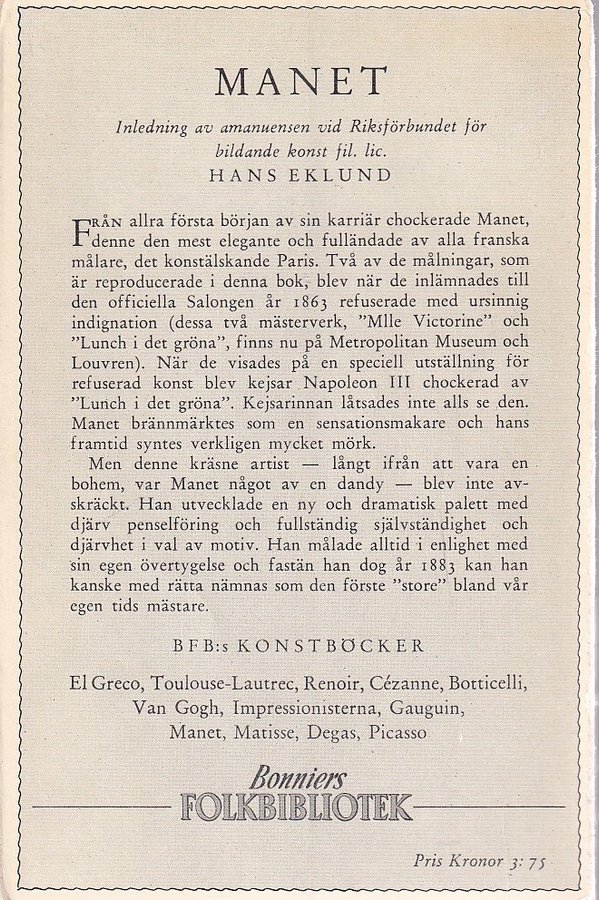 MANET
Inledning av amanuensen vid Riksförbundet för
bildande konst fil. lic.
HANS EKLUND
FRÅN allra första början av sin karriär chockerade Manet,
denne den mest elegante och fulländade av alla franska
målare, det konstälskande Paris. Två av de målningar, som
är reproducerade i denna bok, blev när de inlämnades till
den officiella Salongen år 1863 refuserade med ursinnig
indignation (dessa två mästerverk, ”Mlle Victorine” och
”Lunch i det gröna”, finns nu på Metropolitan Museum och
Louvren). När de visades på en speciell utställning för
refuserad konst blev kejsar Napoleon III chockerad av
”Lunch i det gröna”. Kejsarinnan låtsades inte alls se den.
Manet brännmärktes som en sensationsmakare och hans
framtid syntes verkligen mycket mörk.
Men denne kräsne artist — långt ifrån att vara en
bohem, var Manet något av en dandy — blev inte av-
skräckt. Han utvecklade en ny och dramatisk palett med
djärv penselföring och fullständig självständighet och
djärvhet i val av motiv. Han målade alltid i enlighet med
sin egen övertygelse och fastän han dog år 1883 kan han
kanske med rätta nämnas som den förste ”store” bland vår
egen tids mästare.
BFB:s KONSTBÖCKER
El Greco, Toulouse-Lautrec, Renoir, Cézanne, Botticelli,
Van Gogh, Impressionisterna, Gauguin,
Manet, Matisse, Degas, Picasso
Bonniers
FOLKBIBLIOTEK
Pris Kronor 3: 75